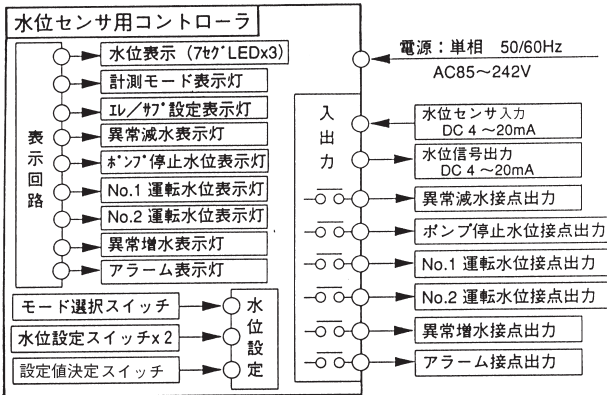 水位センサ用コントローラ
水位表示（7ｾｸﾞLEDx3）
計測モード表示灯
ｴﾚ／ｻﾌﾞ設定表示灯
異常減水表示灯
ﾎﾟﾝﾌﾟ停止水位表示灯
No.1 運転水位表示灯
No.2 運転水位表示灯
異常増水表示灯
アラーム表示灯
表示回路
モード選択スイッチ
水位設定スイッチx 2
設定値決定スイッチ
水位設定
入出力
電源：単相　50/60Hz
AC85～242V
水位センサ入力
DC 4 ～20mA
水位信号出力
DC 4 ～20mA
異常減水接点出力
ポンプ停止水位接点出力
No.1 運転水位接点出力
No.2 運転水位接点出力
異常増水接点出力
アラーム接点出力